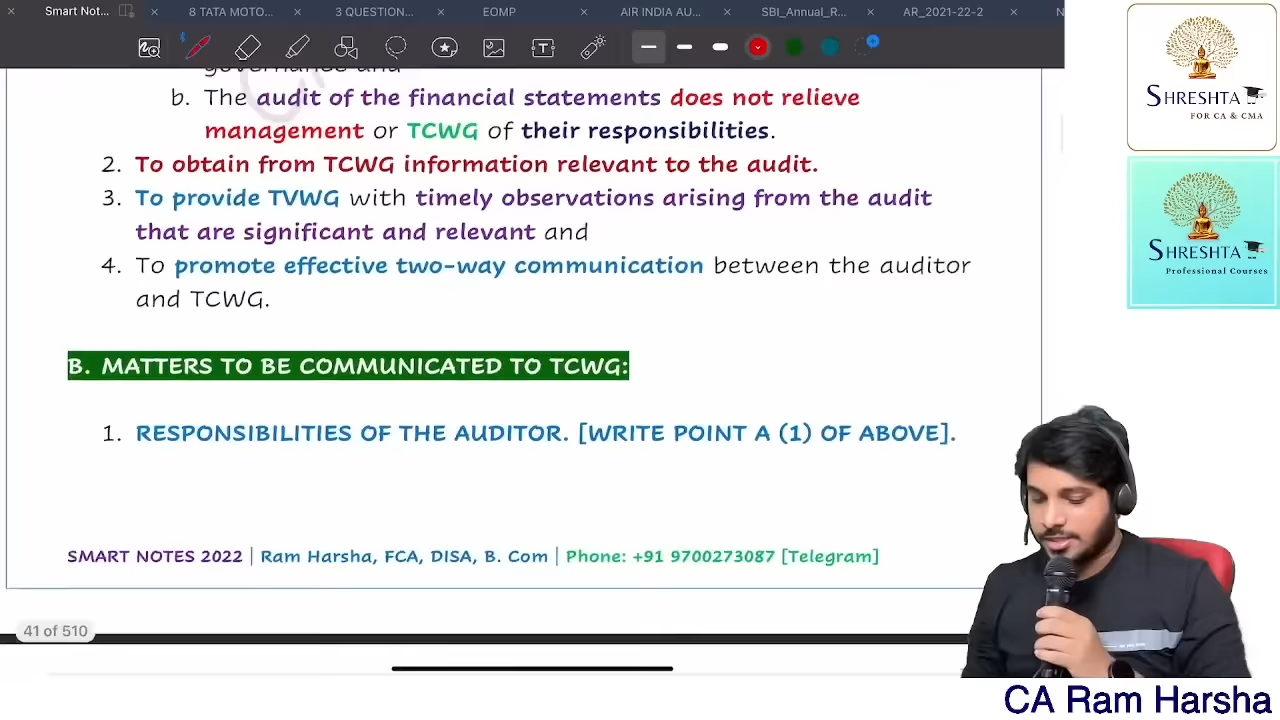 Smart Not...
8 TATA MOTO...
3 QUESTION...
EOMP
AIR INDIA AU...
SBI_Annual_R...
AR_2021-22-2
governance and
b. The audit of the financial statements does not relieve
management or TCWG of their responsibilities.
2. To obtain from TCWG information relevant to the audit.
3. To provide TVWG with timely observations arising from the audit
that are significant and relevant and
4. To promote effective two-way communication between the auditor
and TCWG.
B. MATTERS TO BE COMMUNICATED TO TCWG:
1. RESPONSIBILITIES OF THE AUDITOR. [WRITE POINT A (1) OF ABOVE].
SMART NOTES 2022 | Ram Harsha, FCA, DISA, B. Com | Phone: +91 9700273087 [Telegram]
41 of 510
SHRESHTA
FOR CA & CMA
SHRESHTA
Professional Courses
CA Ram Harsha